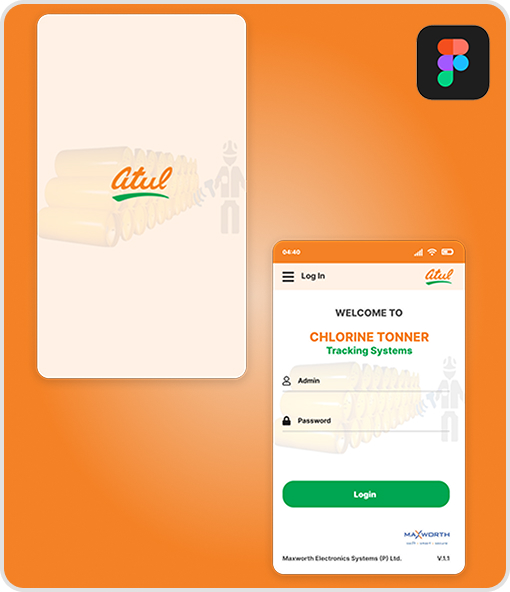 atul
04:40
Log In
atul
WELCOME TO
CHLORINE TONNER
Tracking Systems
Admin
Password
Login
MAXWORTH
Maxworth Electronics Systems (P) Ltd.
V.1.1